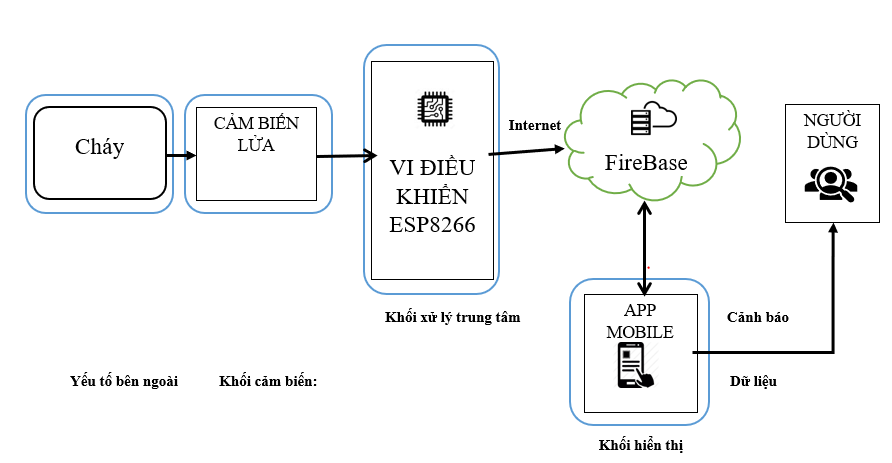 Cháy
CẢM BIẾN
LỬA
VI ĐIỀU
KHIỂN
ESP8266
Internet
FireBase
NGƯỜI
DÙNG
Khối xử lý trung tâm
APP
MOBILE
Cảnh báo
Yếu tố bên ngoài
Khối cảm biến:
Dữ liệu
Khối hiển thị